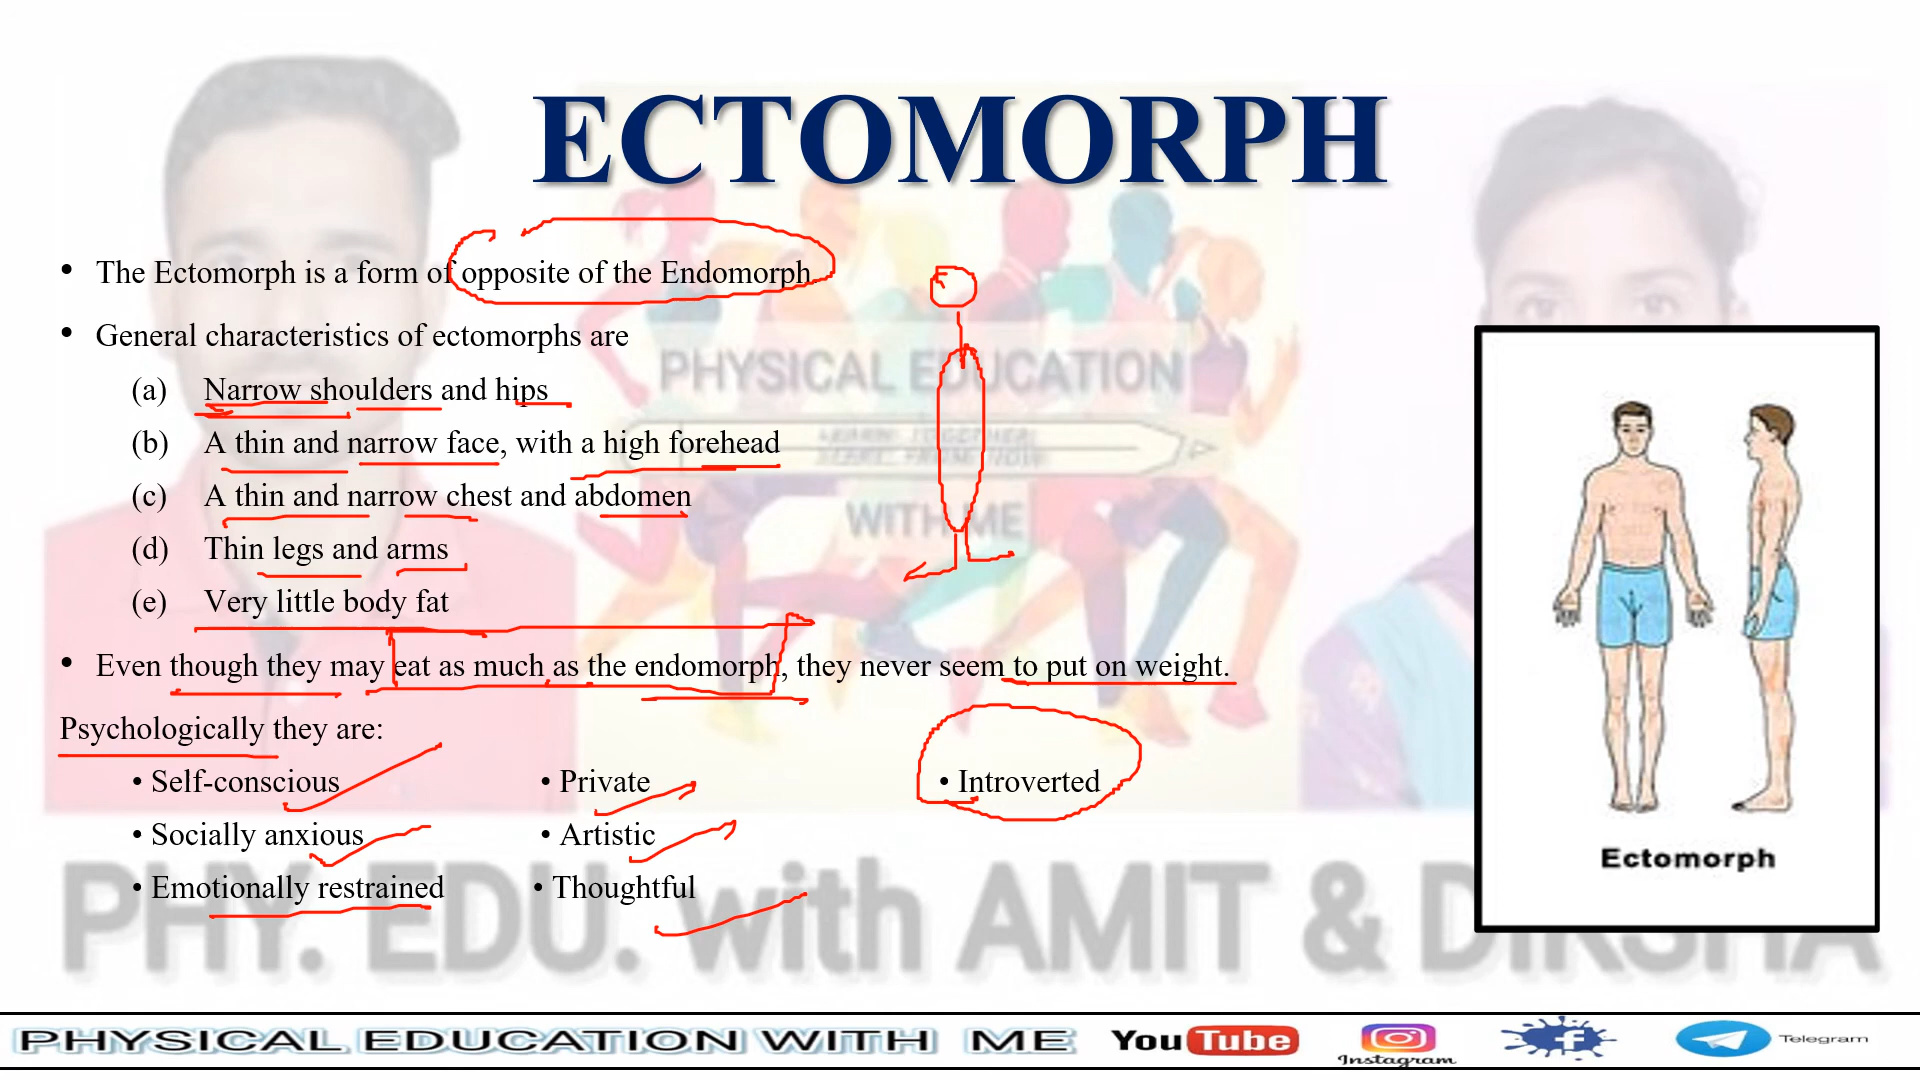 ECTOMORPH
• The Ectomorph is a form of opposite of the Endomorph
• General characteristics of ectomorphs are
(a) Narrow shoulders and hips
(b) A thin and narrow face, with a high forehead
(c) A thin and narrow chest and abdomen
(d) Thin legs and arms
(e) Very little body fat
• Even though they may eat as much as the endomorph, they never seem to put on weight.
Psychologically they are:
• Self-conscious • Private • Introverted
• Socially anxious • Artistic
• Emotionally restrained • Thoughtful
Ectomorph
PHYSICAL EDUCATION
WITH ME
PHY. EDU. with AMIT & DIKSHA
PHYSICAL EDUCATION WITH ME YouTube Instagram f Telegram